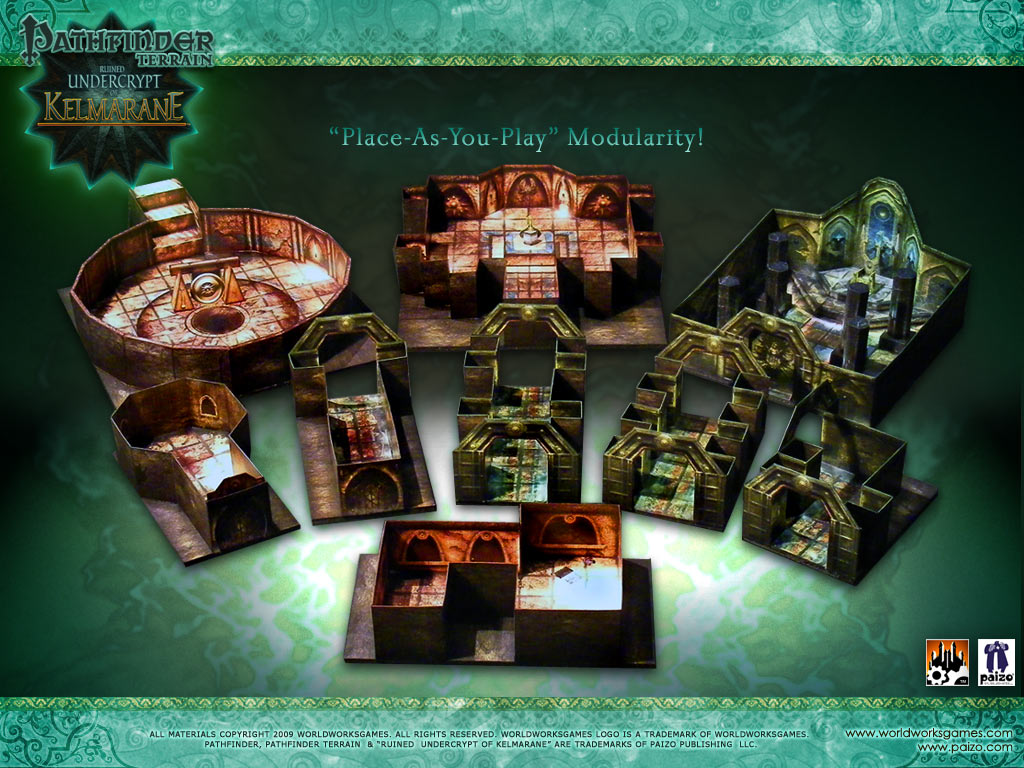 PATHFINDER
TERRAIN
RUINED
UNDERCRYPT
OF
KELMARANE
“Place-As-You-Play” Modularity!
paizo
ALL MATERIALS COPYRIGHT 2009 WORLDWORKSGAMES. ALL RIGHTS RESERVED. WORLDWORKSGAMES LOGO IS A TRADEMARK OF WORLDWORKSGAMES.
PATHFINDER, PATHFINDER TERRAIN & “RUINED UNDERCRYPT OF KELMARANE” ARE TRADEMARKS OF PAIZO PUBLISHING LLC.
www.worldworksgames.com
www.paizo.com